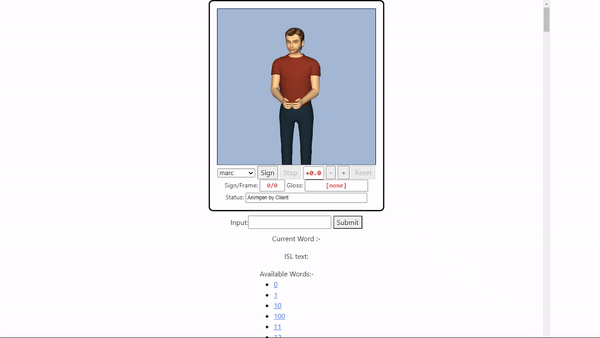 marc Sign Stop +0.0 - + Reset
Sign/Frame: 0/0 Gloss: [none]
Status: Animgen by Client
Input: Submit
Current Word :-
ISL text:
Available Words:-
0
1
10
100
11
12